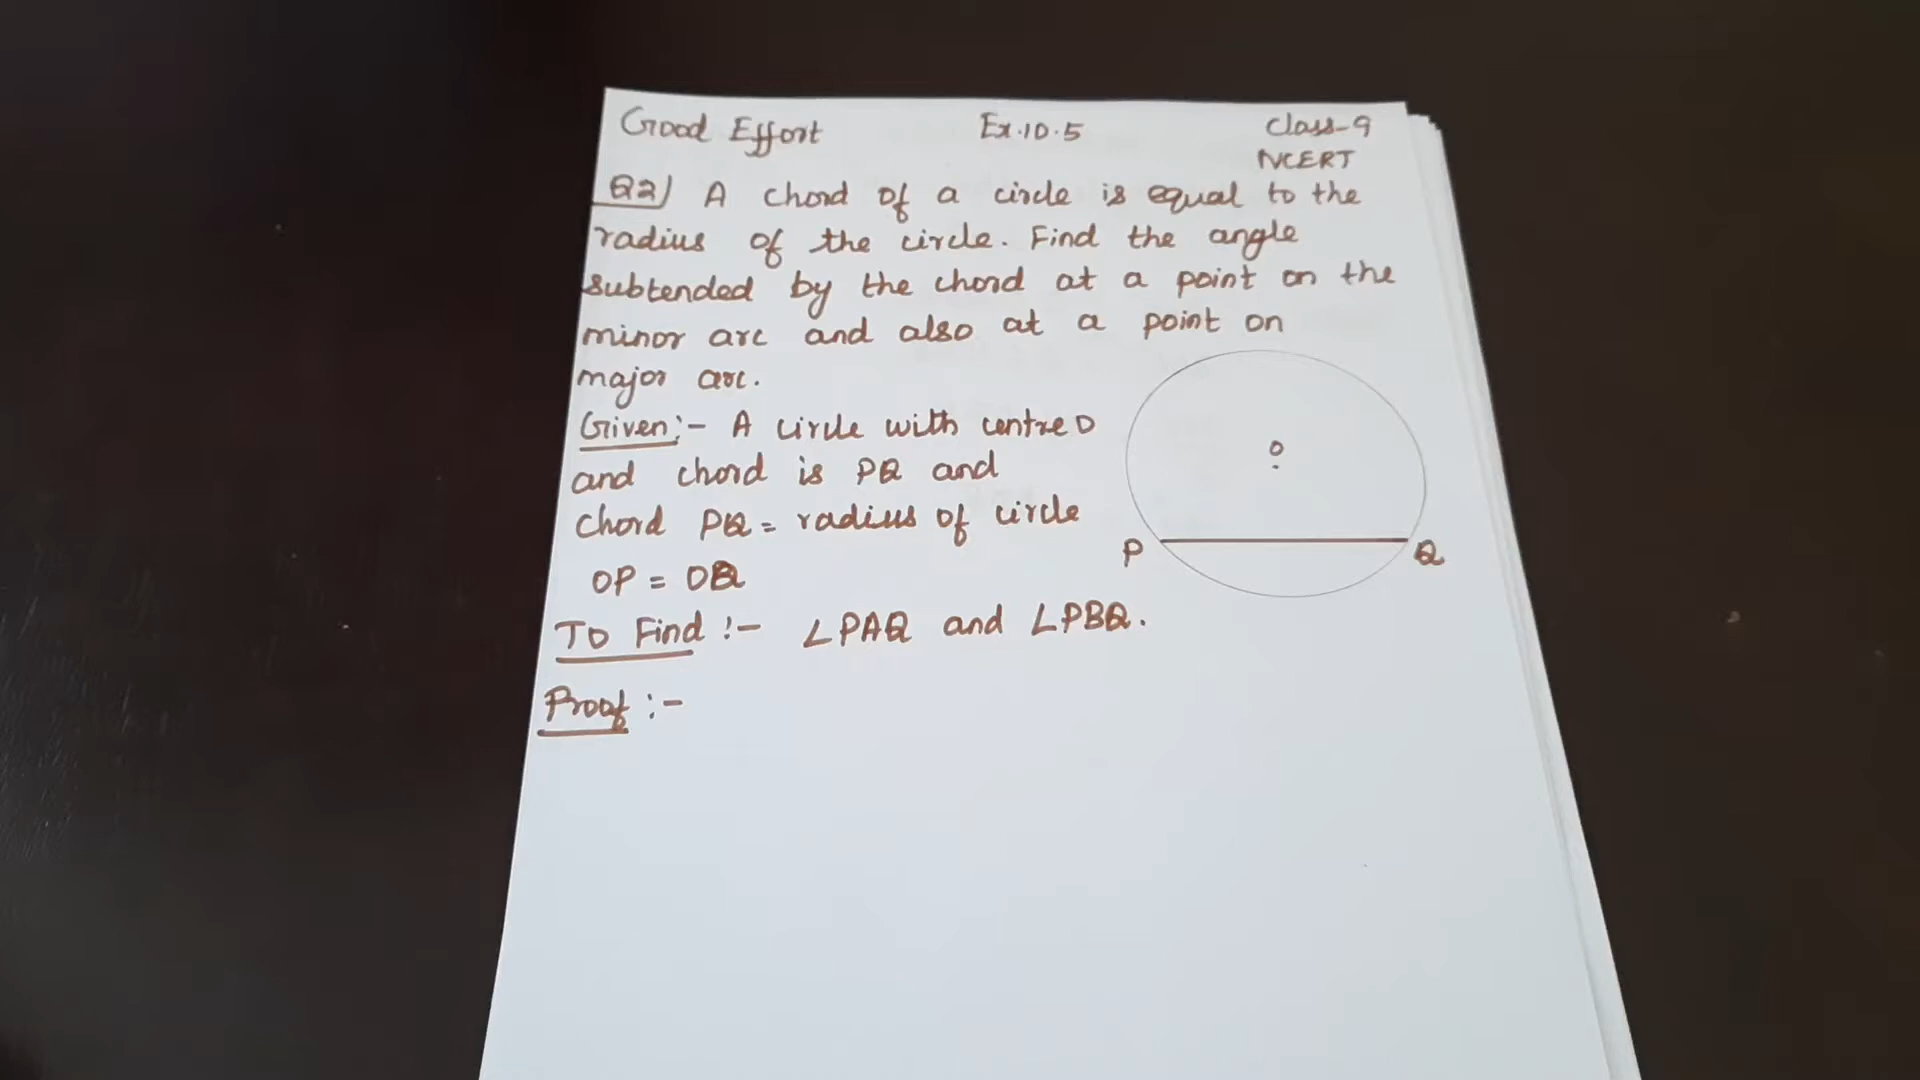 Good Effort Ex.10.5 Class-9
NCERT
Q2) A chord of a circle is equal to the
radius of the circle. Find the angle
subtended by the chord at a point on the
minor arc and also at a point on
major arc.
Given:- A circle with centre O
and chord is PQ and
chord PQ = radius of circle
OP = OQ
To Find :- ∠PAQ and ∠PBQ.
Proof :-
O
P Q